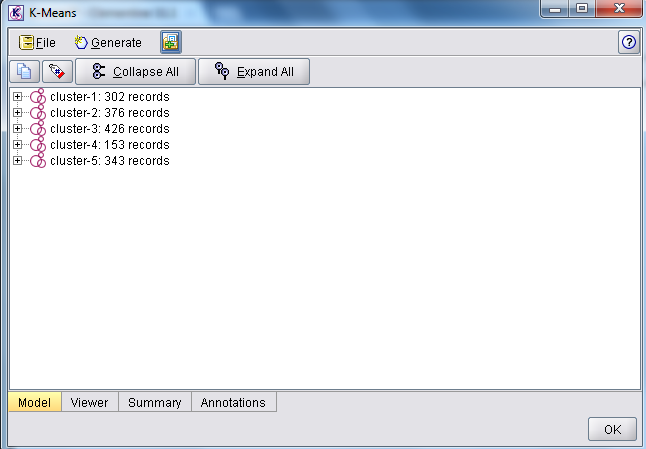 K-Means
File Generate
Collapse All Expand All
cluster-1: 302 records
cluster-2: 376 records
cluster-3: 426 records
cluster-4: 153 records
cluster-5: 343 records
Model Viewer Summary Annotations
OK